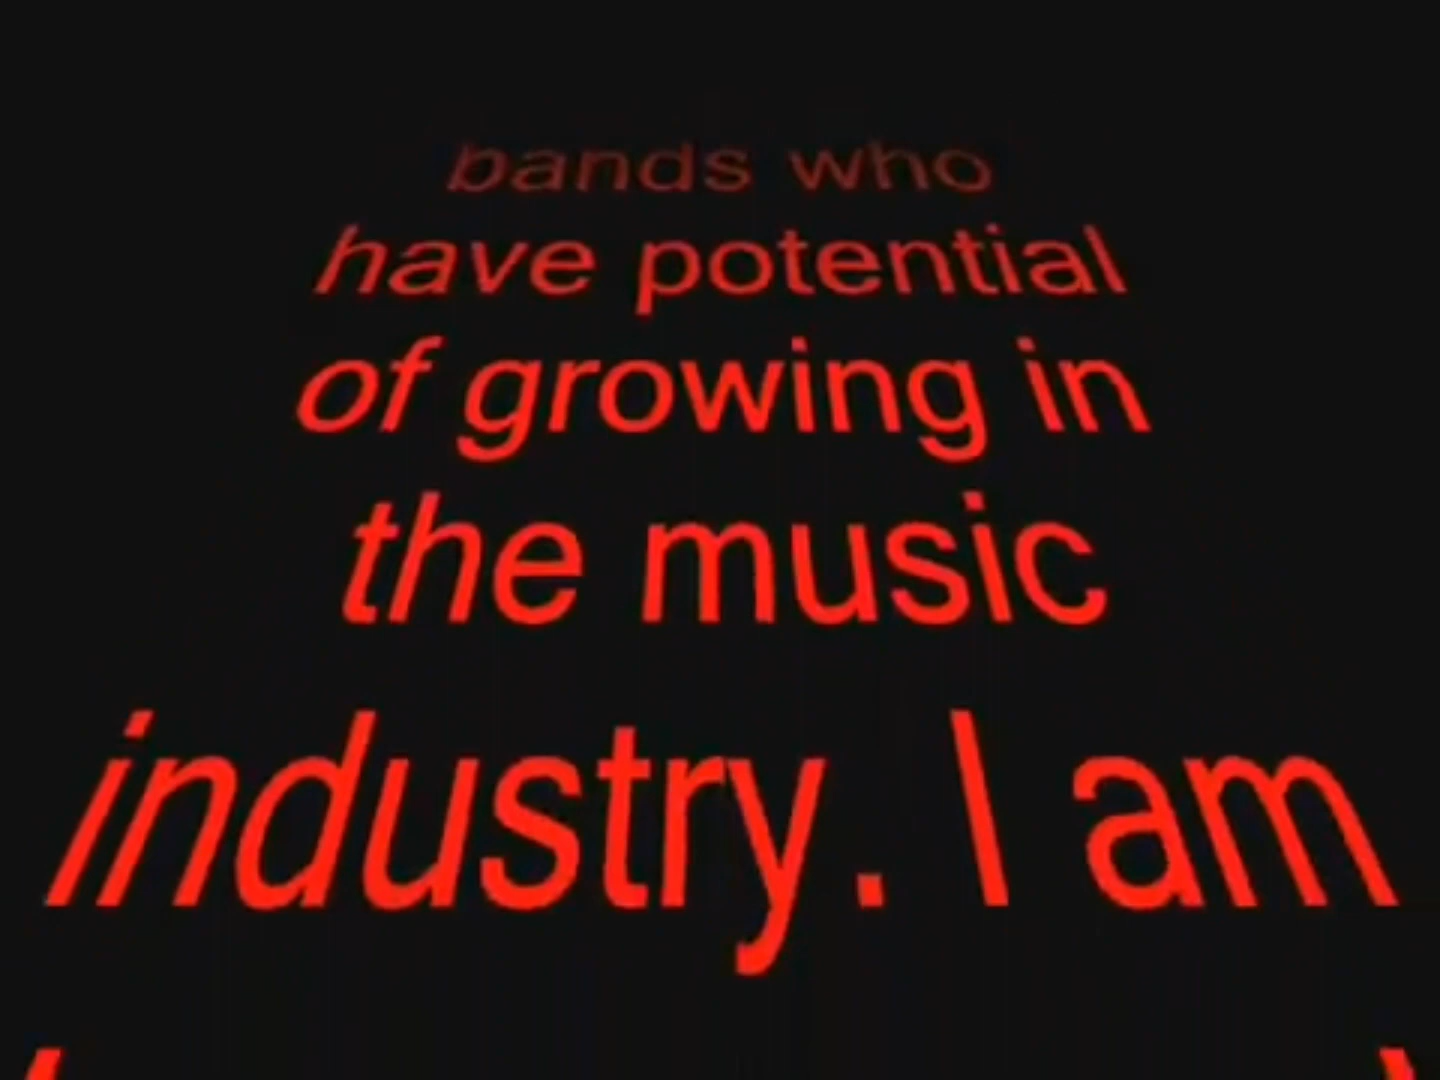 bands who
have potential
of growing in
the music
industry. I am